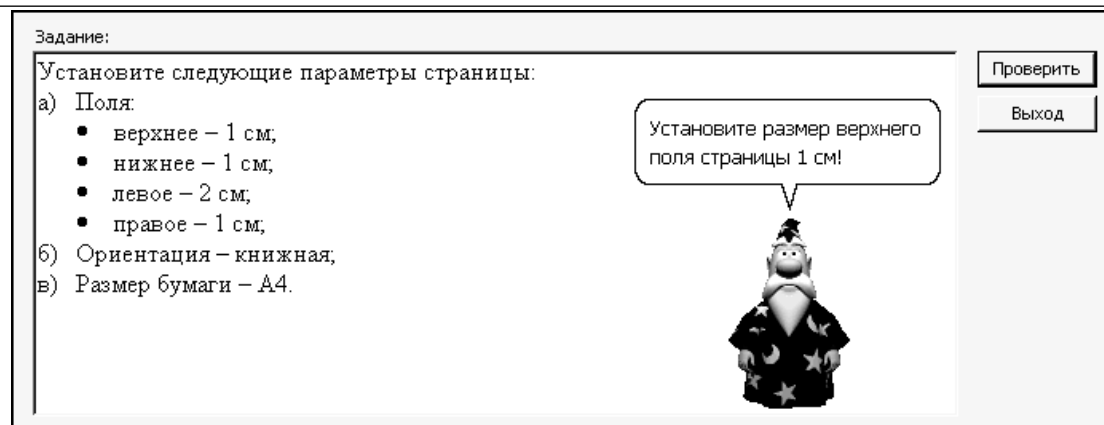 Задание:
Установите следующие параметры страницы:
а) Поля:
• верхнее – 1 см;
• нижнее – 1 см;
• левое – 2 см;
• правое – 1 см;
б) Ориентация – книжная;
в) Размер бумаги – А4.
Установите размер верхнего
поля страницы 1 см!
Проверить
Выход